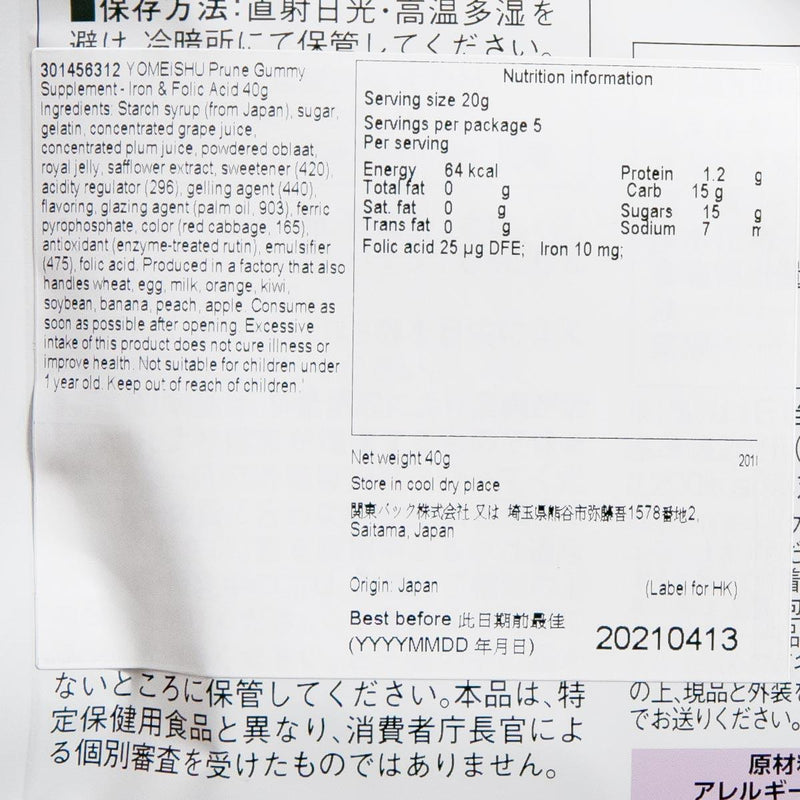 ■保存方法:直射日光・高温多湿を
避け、冷暗所にて保管してください。
301456312 YOMEISHU Prune Gummy
Supplement - Iron & Folic Acid 40g
Ingredients: Starch syrup (from Japan), sugar,
gelatin, concentrated grape juice,
concentrated plum juice, powdered oblaat,
royal jelly, safflower extract, sweetener (420),
acidity regulator (296), gelling agent (440),
flavoring, glazing agent (palm oil, 903), ferric
pyrophosphate, color (red cabbage, 165),
antioxidant (enzyme-treated rutin), emulsifier
(475), folic acid. Produced in a factory that also
handles wheat, egg, milk, orange, kiwi,
soybean, banana, peach, apple. Consume as
soon as possible after opening. Excessive
intake of this product does not cure illness or
improve health. Not suitable for children under
1 year old. Keep out of reach of children.'
Nutrition information
Serving size 20g
Servings per package 5
Per serving
Energy 64 kcal Protein 1.2 g
Total fat 0 g Carb 15 g
Sat. fat 0 g Sugars 15 g
Trans fat 0 g Sodium 7
Folic acid 25 µg DFE; Iron 10 mg;
Net weight 40g 201
Store in cool dry place
関東パック株式会社 又は 埼玉県熊谷市弥藤吾1578番地2,
Saitama, Japan
Origin: Japan (Label for HK)
Best before 此日期前最佳
(YYYYMMDD 年月日) 20210413
ないところに保管してください。本品は、特
定保健用食品と異なり、消費者庁長官によ
る個別審査を受けたものではありません。
の上、現品と外装
でお送りください。
原材
アレルギー